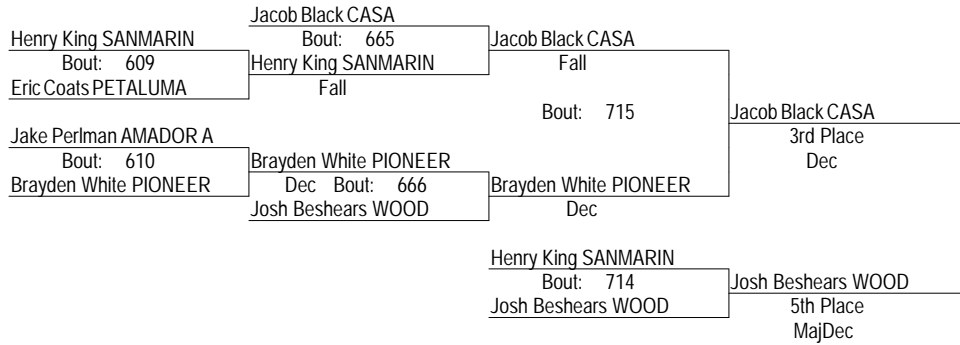 Jacob Black CASA
Henry King SANMARIN
Bout: 665
Jacob Black CASA
Bout: 609
Henry King SANMARIN
Fall
Eric Coats PETALUMA
Fall
Bout: 715
Jacob Black CASA
Jake Perlman AMADOR A
3rd Place
Bout: 610
Brayden White PIONEER
Dec
Brayden White PIONEER
Dec Bout: 666
Brayden White PIONEER
Josh Beshears WOOD
Dec
Henry King SANMARIN
Bout: 714
Josh Beshears WOOD
Josh Beshears WOOD
5th Place
MajDec